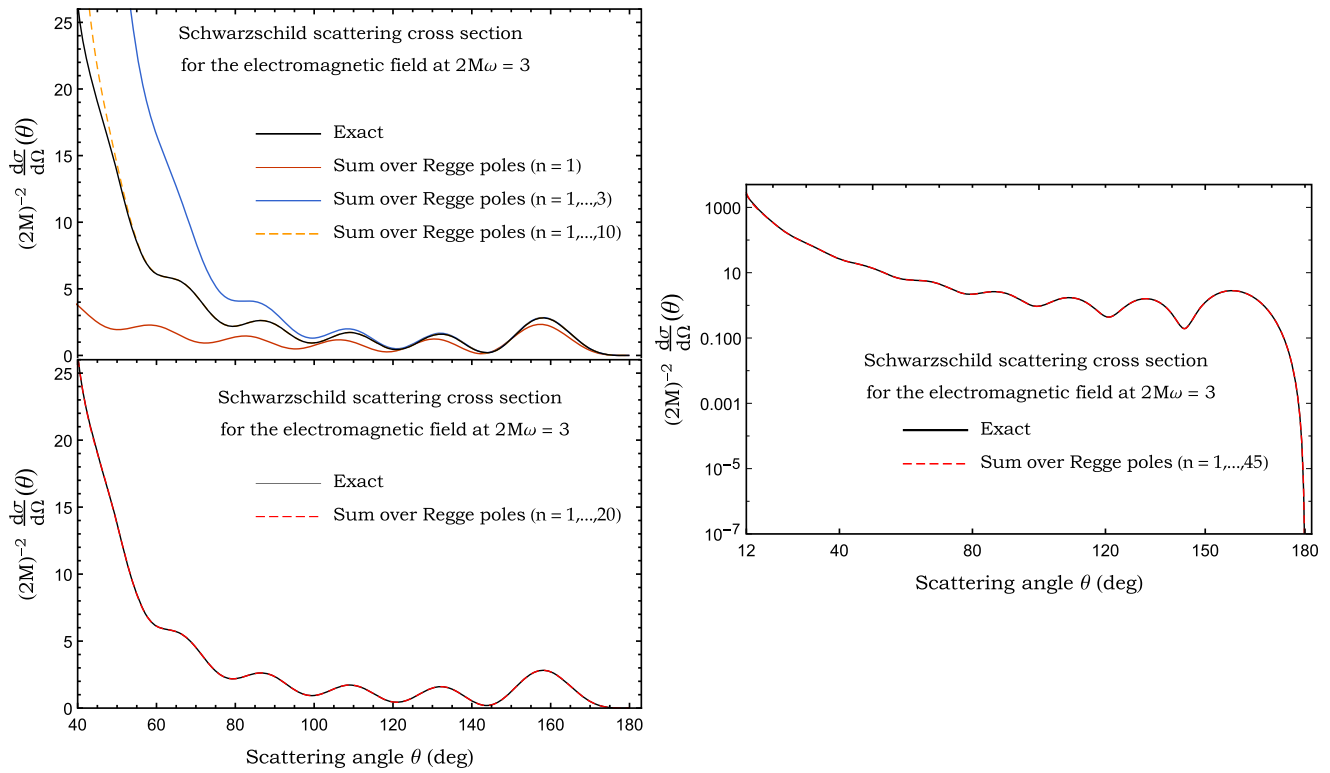 Schwarzschild scattering cross section
for the electromagnetic field at 2Mω = 3
Exact
Sum over Regge poles (n = 1)
Sum over Regge poles (n = 1,...,3)
Sum over Regge poles (n = 1,...,10)
(2M)⁻² dσ/dΩ (θ)
25
20
15
10
5
0
Schwarzschild scattering cross section
for the electromagnetic field at 2Mω = 3
Exact
Sum over Regge poles (n = 1,...,20)
(2M)⁻² dσ/dΩ (θ)
25
20
15
10
5
0
40 60 80 100 120 140 160 180
Scattering angle θ (deg)
(2M)⁻² dσ/dΩ (θ)
1000
10
0.100
0.001
10⁻⁵
10⁻⁷
Schwarzschild scattering cross section
for the electromagnetic field at 2Mω = 3
Exact
Sum over Regge poles (n = 1,...,45)
12 40 80 120 150 180
Scattering angle θ (deg)